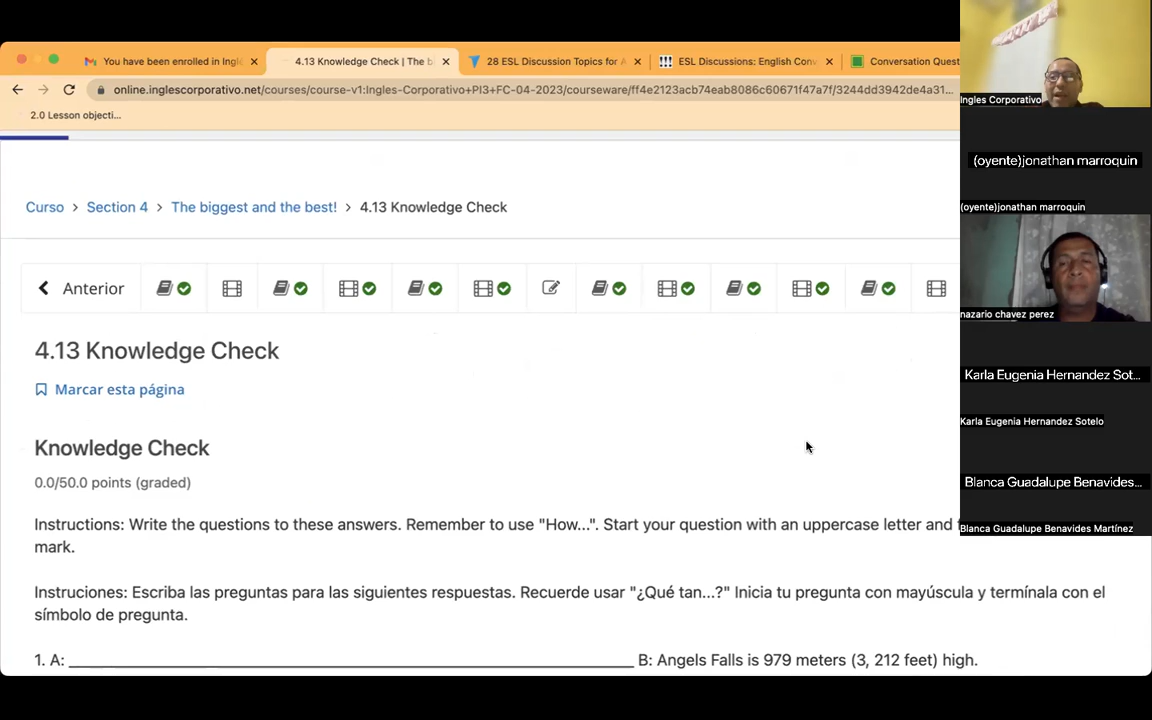 You have been enrolled in Ingl
4.13 Knowledge Check | The b
28 ESL Discussion Topics for A
ESL Discussions: English Conv
Conversation Quest
online.inglescorporativo.net/courses/course-v1:Ingles-Corporativo+PI3+FC-04-2023/courseware/ff4e2123acb74eab8086c60671f47a7f/3244dd3942de4a31...
2.0 Lesson objecti...
Curso > Section 4 > The biggest and the best! > 4.13 Knowledge Check
Anterior
4.13 Knowledge Check
Marcar esta página
Knowledge Check
0.0/50.0 points (graded)
Instructions: Write the questions to these answers. Remember to use "How...". Start your question with an uppercase letter and
mark.
Instruciones: Escriba las preguntas para las siguientes respuestas. Recuerde usar "¿Qué tan...?" Inicia tu pregunta con mayúscula y termínala con el
símbolo de pregunta.
1. A: ______________________ B: Angels Falls is 979 meters (3, 212 feet) high.
Ingles Corporativo
(oyente)jonathan marroquin
(oyente)jonathan marroquin
nazario chavez perez
Karla Eugenia Hernandez Sot...
Karla Eugenia Hernandez Sotelo
Blanca Guadalupe Benavides...
Blanca Guadalupe Benavides Martínez